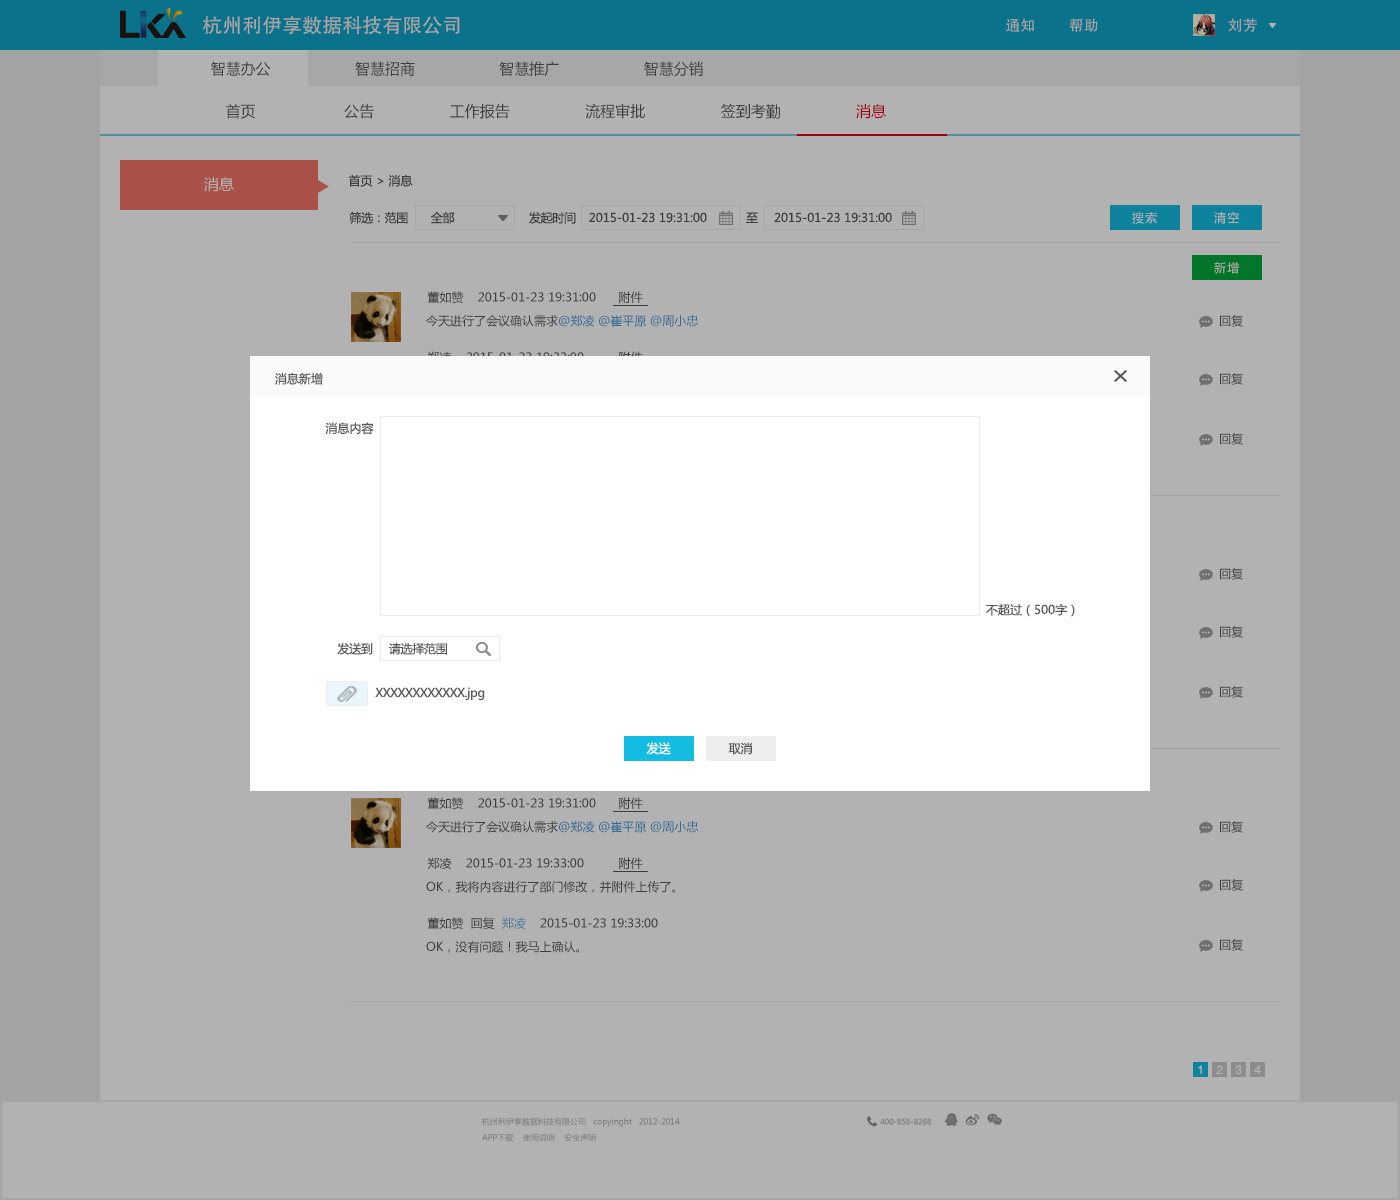 LKA 杭州利伊享数据科技有限公司 通知 帮助 刘芳
智慧办公 智慧招商 智慧推广 智慧分销
首页 公告 工作报告 流程审批 签到考勤 消息
消息
首页 > 消息
筛选：范围 全部 发起时间 2015-01-23 19:31:00 至 2015-01-23 19:31:00 搜索 清空
新增
董如赞 2015-01-23 19:31:00 附件
今天进行了会议确认需求@郑凌 @崔平原 @周小忠 回复
郑凌 2015-01-23 19:33:00 附件
消息新增
回复
消息内容
回复
回复
不超过（500字）
回复
发送到 请选择范围
XXXXXXXXXXXX.jpg
回复
发送 取消
董如赞 2015-01-23 19:31:00 附件
今天进行了会议确认需求@郑凌 @崔平原 @周小忠 回复
郑凌 2015-01-23 19:33:00 附件
OK，我将内容进行了部门修改，并附件上传了。 回复
董如赞 回复 郑凌 2015-01-23 19:33:00
OK，没有问题！我马上确认。 回复
1 2 3 4
杭州利伊享数据科技有限公司 copyinght 2012-2014 400-858-8268
APP下载 使用说明 安全声明